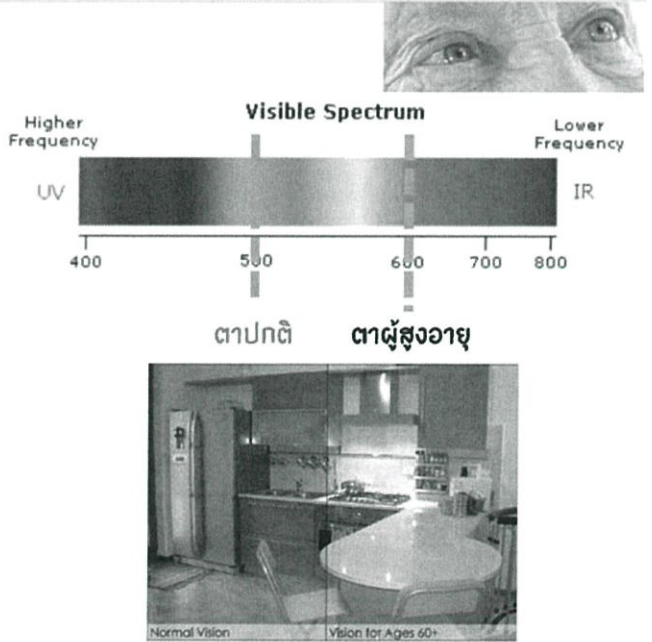 Visible Spectrum
Higher
Frequency
Lower
Frequency
UV
IR
400 500 600 700 800
ตาปกติ ตาผู้สูงอายุ
Normal Vision Vision for Ages 60+